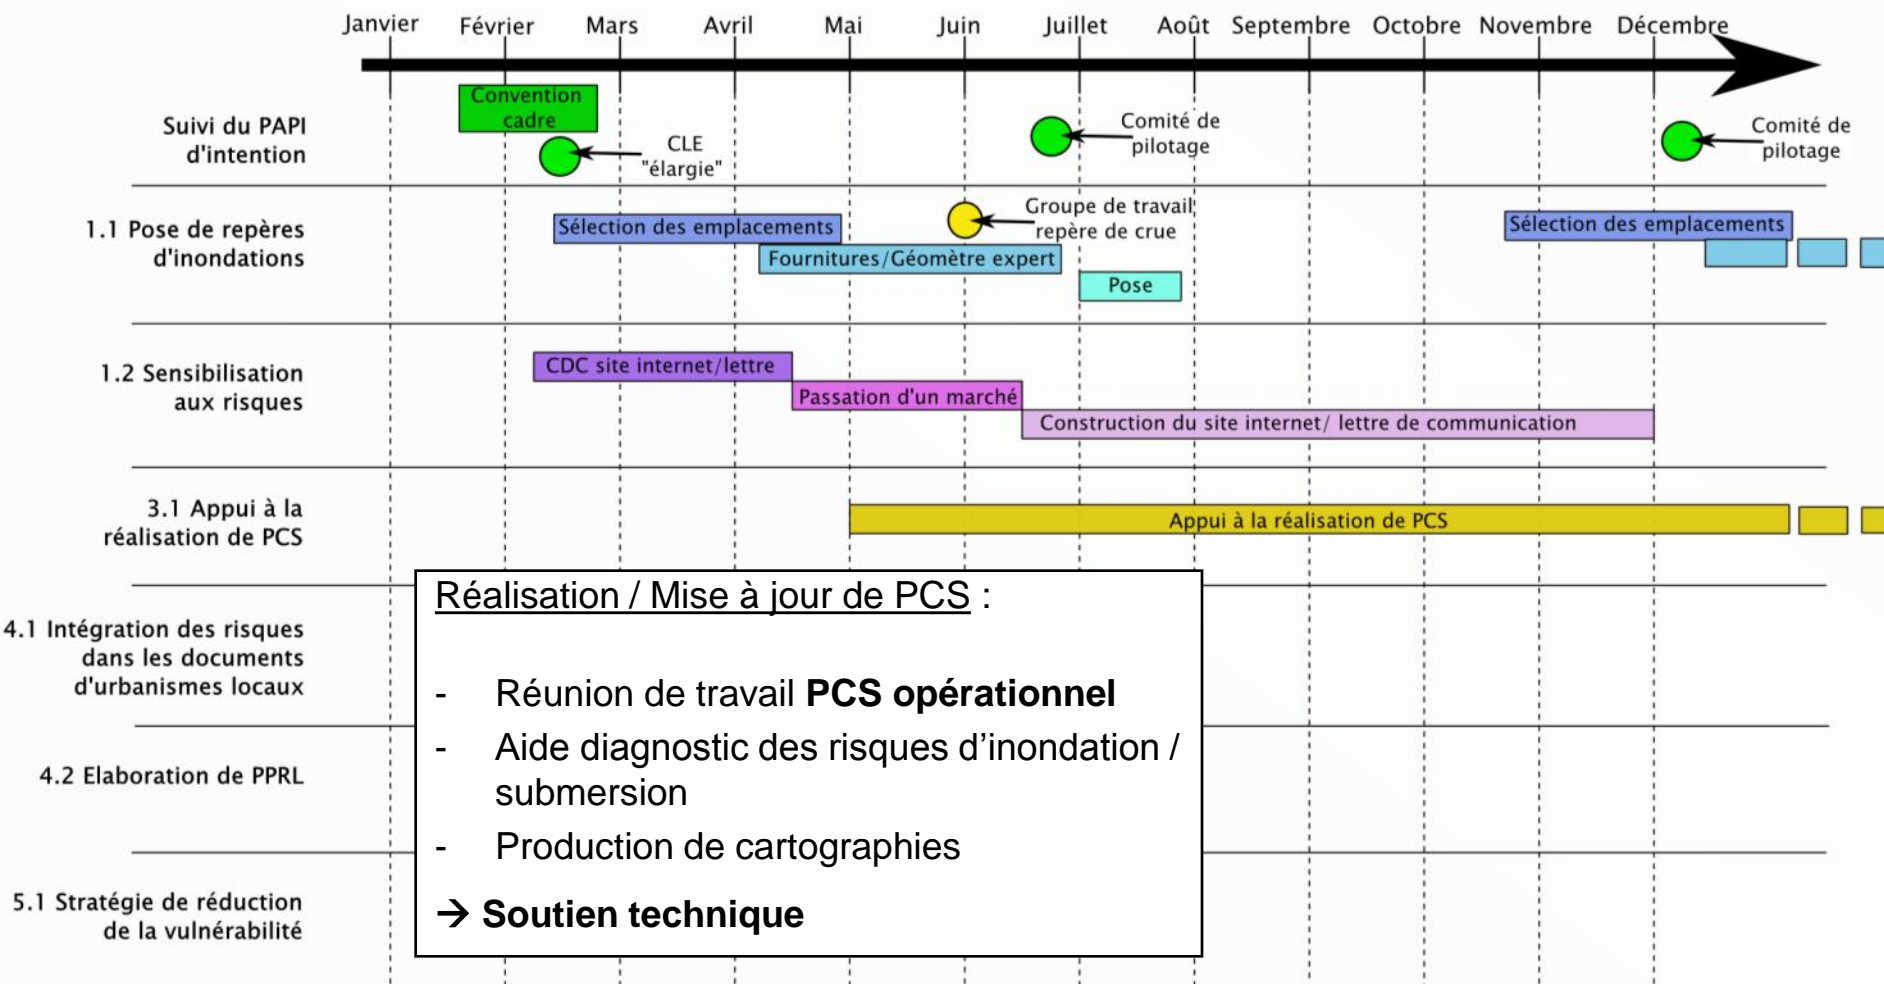 Janvier Février Mars Avril Mai Juin Juillet Août Septembre Octobre Novembre Décembre
Suivi du PAPI
d'intention
Convention
cadre
CLE
"élargie"
Comité de
pilotage
Comité de
pilotage
1.1 Pose de repères
d'inondations
Sélection des emplacements
Groupe de travail
repère de crue
Fournitures/Géomètre expert
Pose
Sélection des emplacements
1.2 Sensibilisation
aux risques
CDC site internet/lettre
Passation d'un marché
Construction du site internet/ lettre de communication
3.1 Appui à la
réalisation de PCS
Appui à la réalisation de PCS
4.1 Intégration des risques
dans les documents
d'urbanismes locaux
4.2 Elaboration de PPRL
5.1 Stratégie de réduction
de la vulnérabilité
Réalisation / Mise à jour de PCS :
- Réunion de travail PCS opérationnel
- Aide diagnostic des risques d’inondation /
submersion
- Production de cartographies
→ Soutien technique